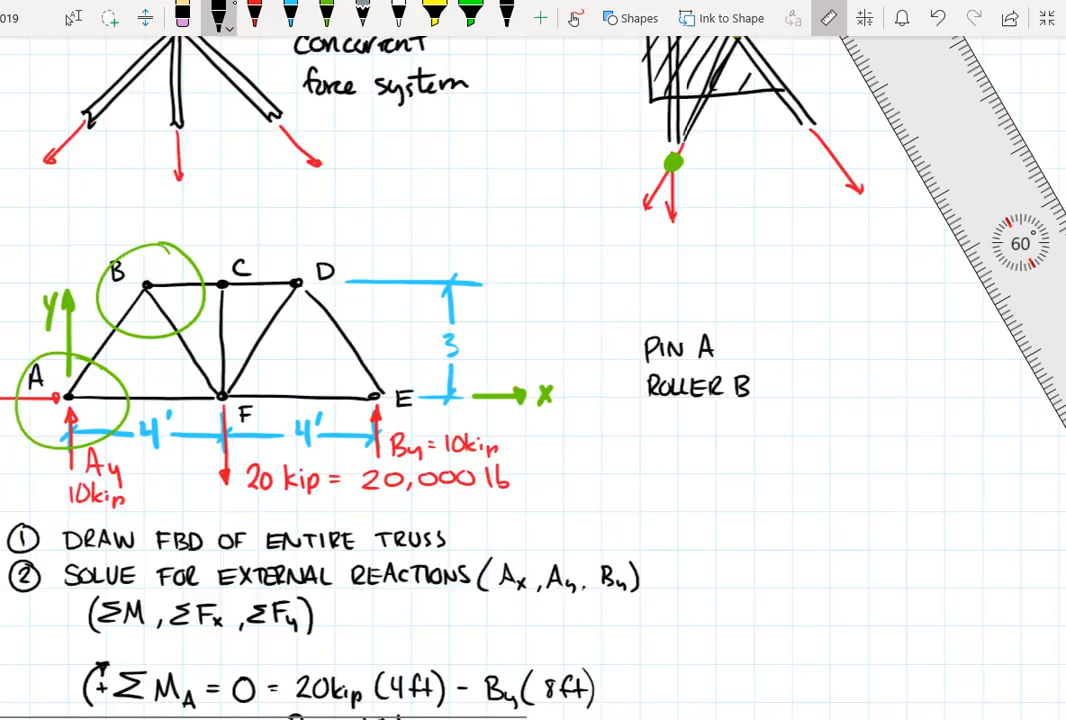 019
Shapes
Ink to Shape
concurrent
force system
60°
B C D
Y
3
A
F
E
X
4' 4'
Ay
10kip
By = 10kip
20 kip = 20,000 lb
PIN A
ROLLER B
① DRAW FBD OF ENTIRE TRUSS
② SOLVE FOR EXTERNAL REACTIONS (Ax, Ay, By)
(ΣM, ΣFx, ΣFy)
(+ ΣMA = 0 = 20kip (4ft) - By (8ft)